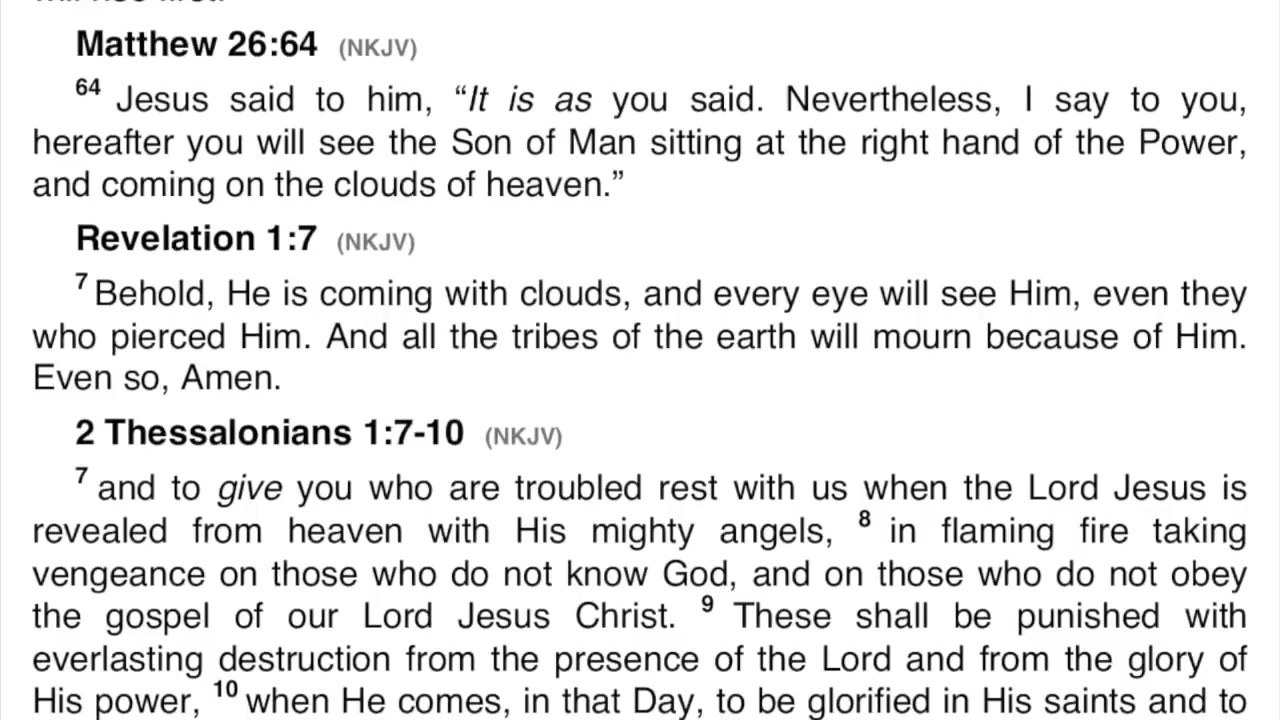 Matthew 26:64 (NKJV)
64 Jesus said to him, “It is as you said. Nevertheless, I say to you,
hereafter you will see the Son of Man sitting at the right hand of the Power,
and coming on the clouds of heaven.”
Revelation 1:7 (NKJV)
7 Behold, He is coming with clouds, and every eye will see Him, even they
who pierced Him. And all the tribes of the earth will mourn because of Him.
Even so, Amen.
2 Thessalonians 1:7-10 (NKJV)
7 and to give you who are troubled rest with us when the Lord Jesus is
revealed from heaven with His mighty angels, 8 in flaming fire taking
vengeance on those who do not know God, and on those who do not obey
the gospel of our Lord Jesus Christ. 9 These shall be punished with
everlasting destruction from the presence of the Lord and from the glory of
His power, 10 when He comes, in that Day, to be glorified in His saints and to